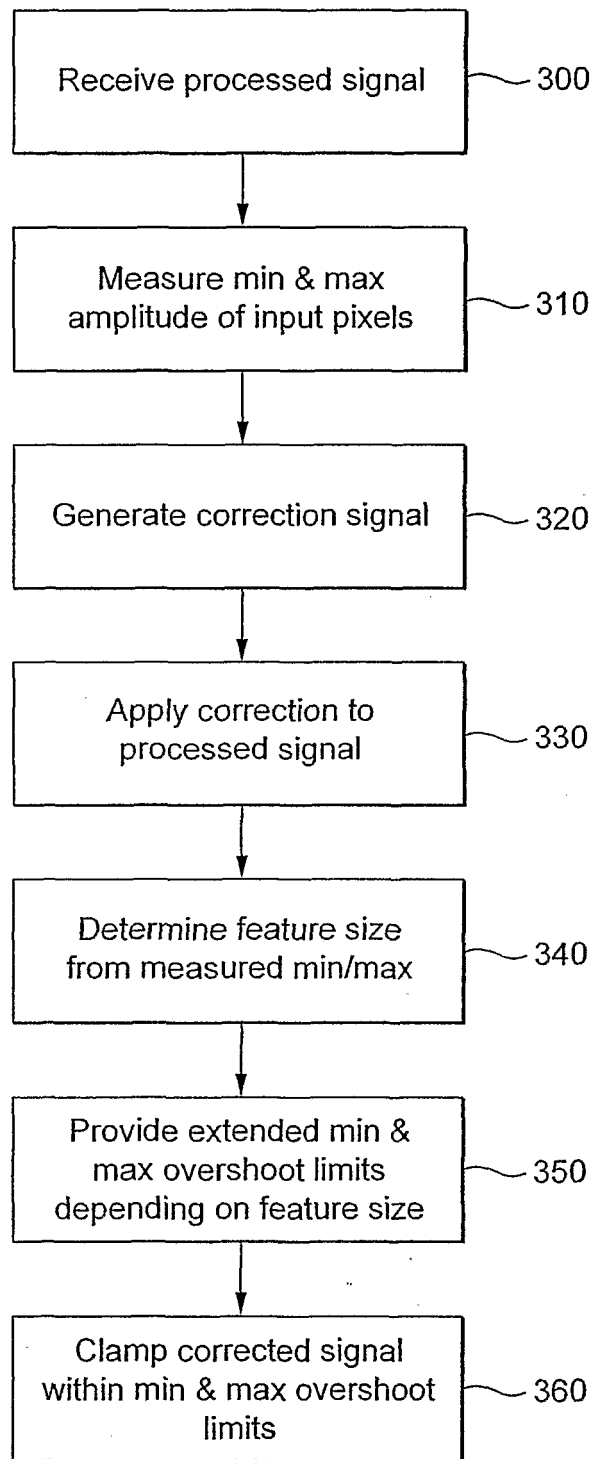 Receive processed signal
300
Measure min & max
amplitude of input pixels
310
Generate correction signal
320
Apply correction to
processed signal
330
Determine feature size
from measured min/max
340
Provide extended min &
max overshoot limits
depending on feature size
350
Clamp corrected signal
within min & max overshoot
limits
360